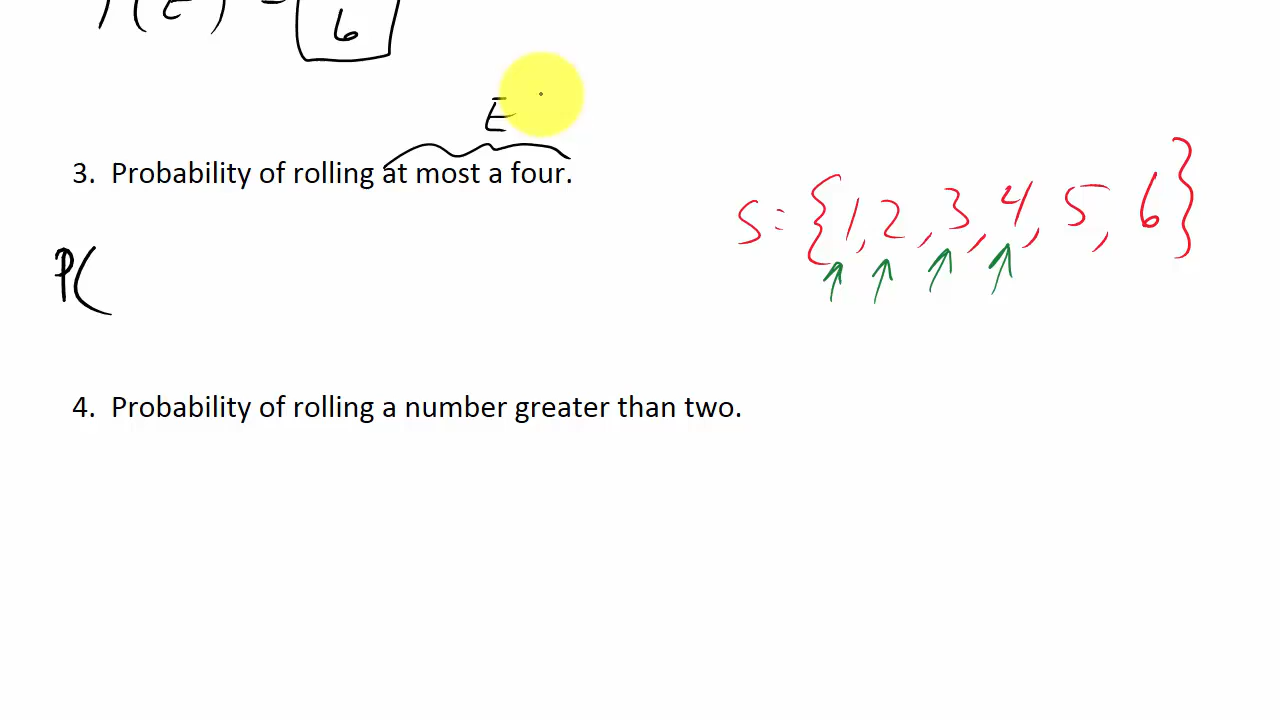 P(E) =
6
E
3. Probability of rolling at most a four.
S = {1, 2, 3, 4, 5, 6}
P(
4. Probability of rolling a number greater than two.